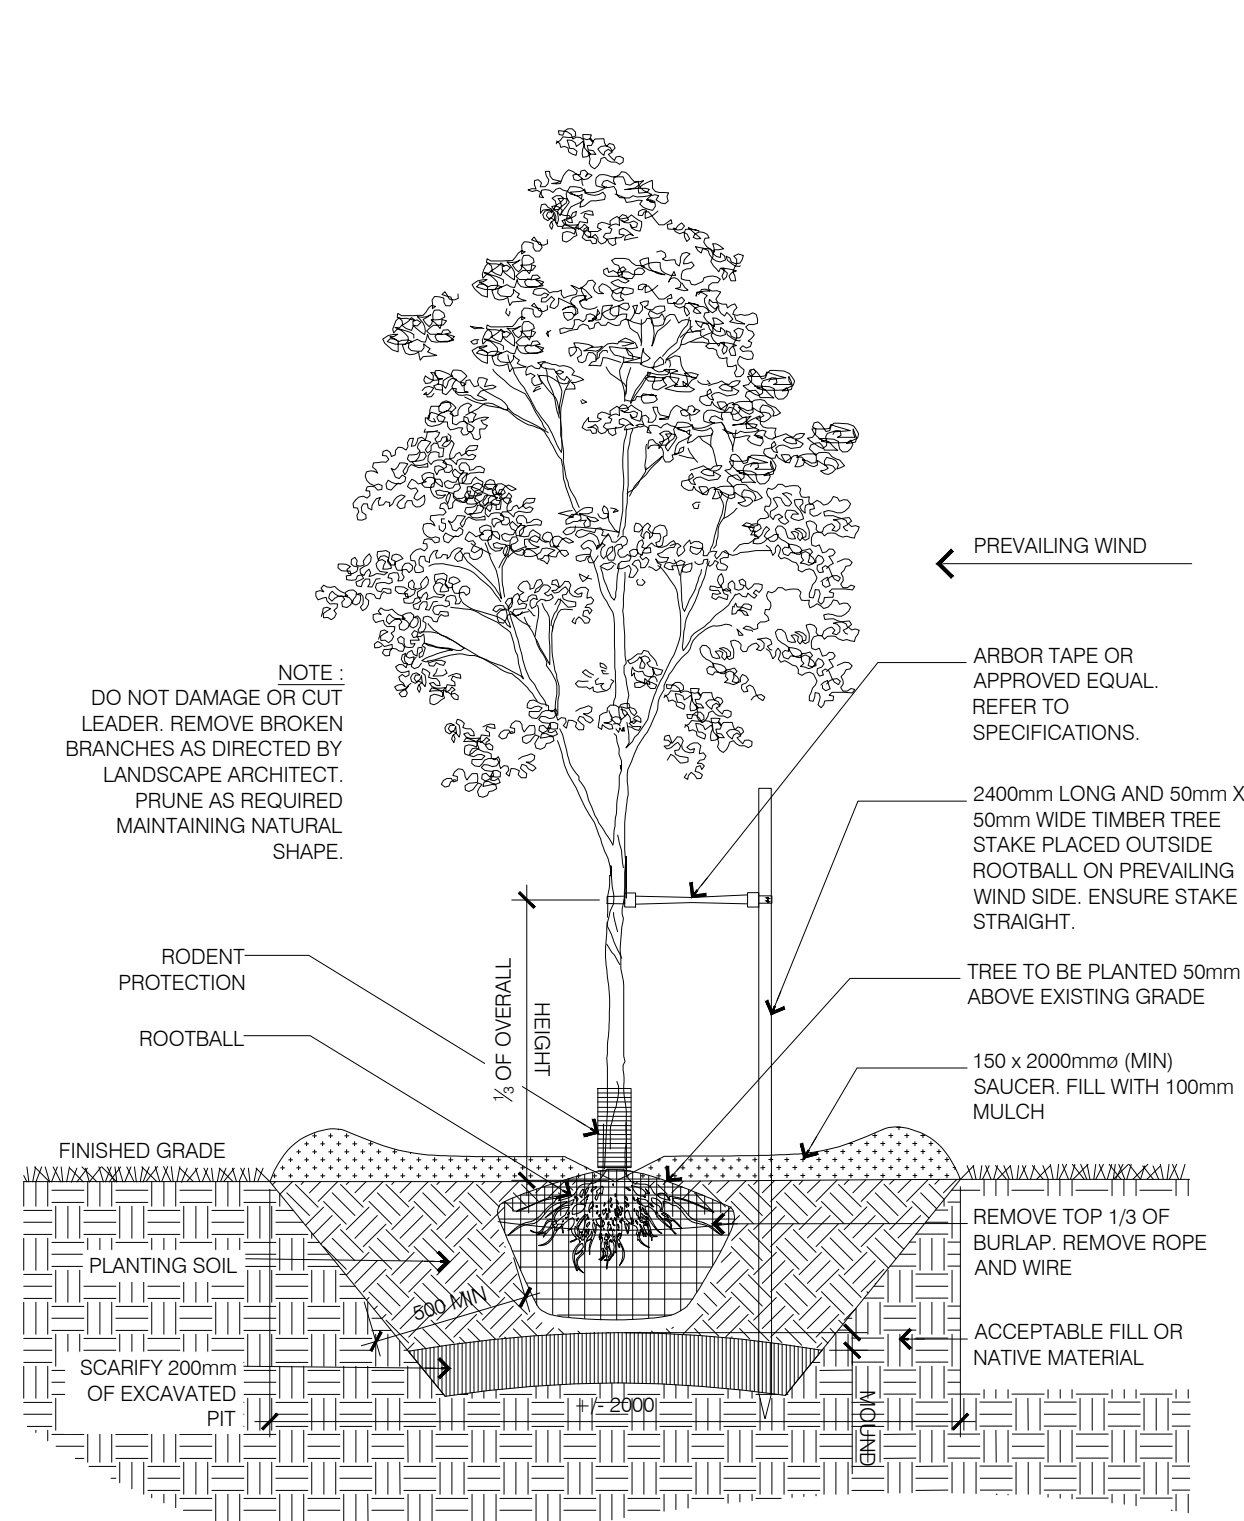 PREVAILING WIND
ARBOR TAPE OR
APPROVED EQUAL.
REFER TO
SPECIFICATIONS.
NOTE :
DO NOT DAMAGE OR CUT
LEADER. REMOVE BROKEN
BRANCHES AS DIRECTED BY
LANDSCAPE ARCHITECT.
PRUNE AS REQUIRED
MAINTAINING NATURAL
SHAPE.
2400mm LONG AND 50mm X
50mm WIDE TIMBER TREE
STAKE PLACED OUTSIDE
ROOTBALL ON PREVAILING
WIND SIDE. ENSURE STAKE
STRAIGHT.
RODENT
PROTECTION
ROOTBALL
⅓ OF OVERALL
HEIGHT
TREE TO BE PLANTED 50mm
ABOVE EXISTING GRADE
150 x 2000mmø (MIN)
SAUCER. FILL WITH 100mm
MULCH
FINISHED GRADE
REMOVE TOP 1/3 OF
BURLAP. REMOVE ROPE
AND WIRE
PLANTING SOIL
500 MIN
ACCEPTABLE FILL OR
NATIVE MATERIAL
SCARIFY 200mm
OF EXCAVATED
PIT
+/- 2000
MOUND